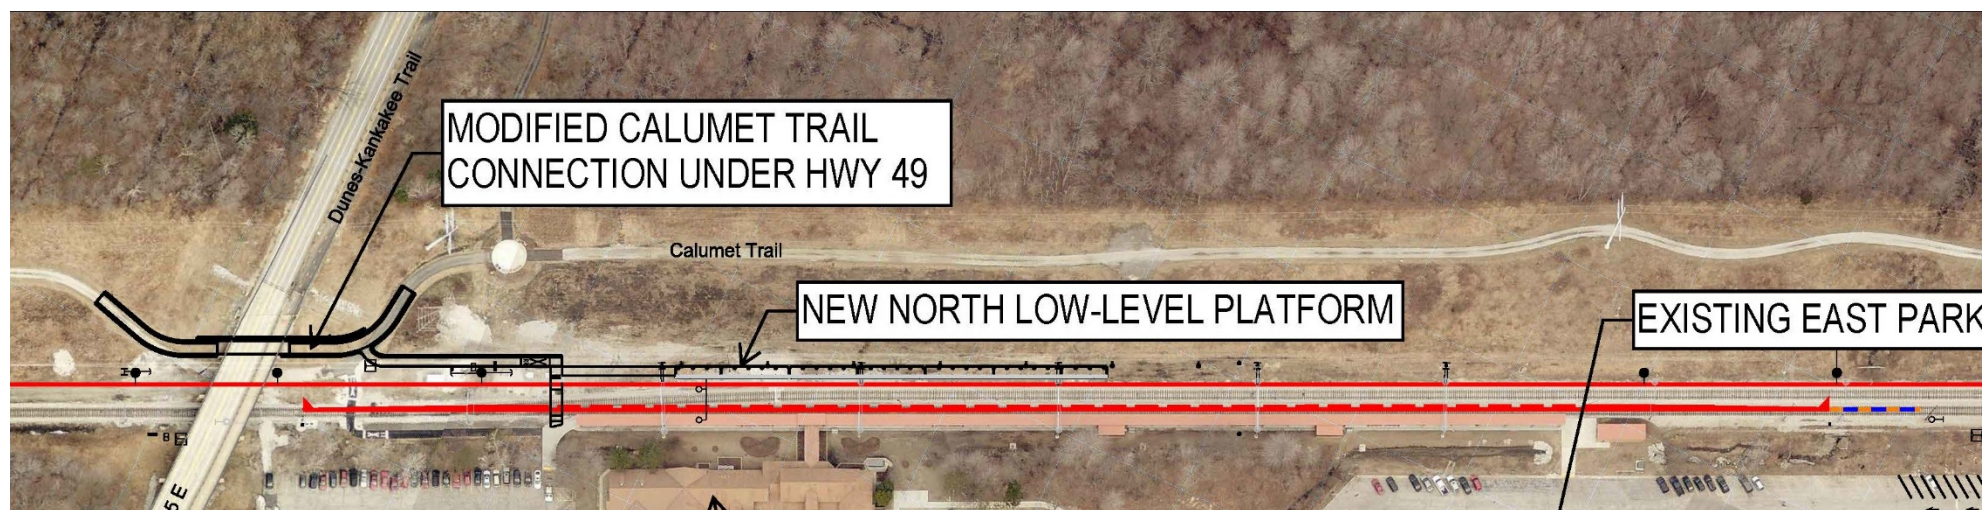 Dunes-Kankakee Trail
MODIFIED CALUMET TRAIL
CONNECTION UNDER HWY 49
Calumet Trail
NEW NORTH LOW-LEVEL PLATFORM
EXISTING EAST PARK
B
5 E